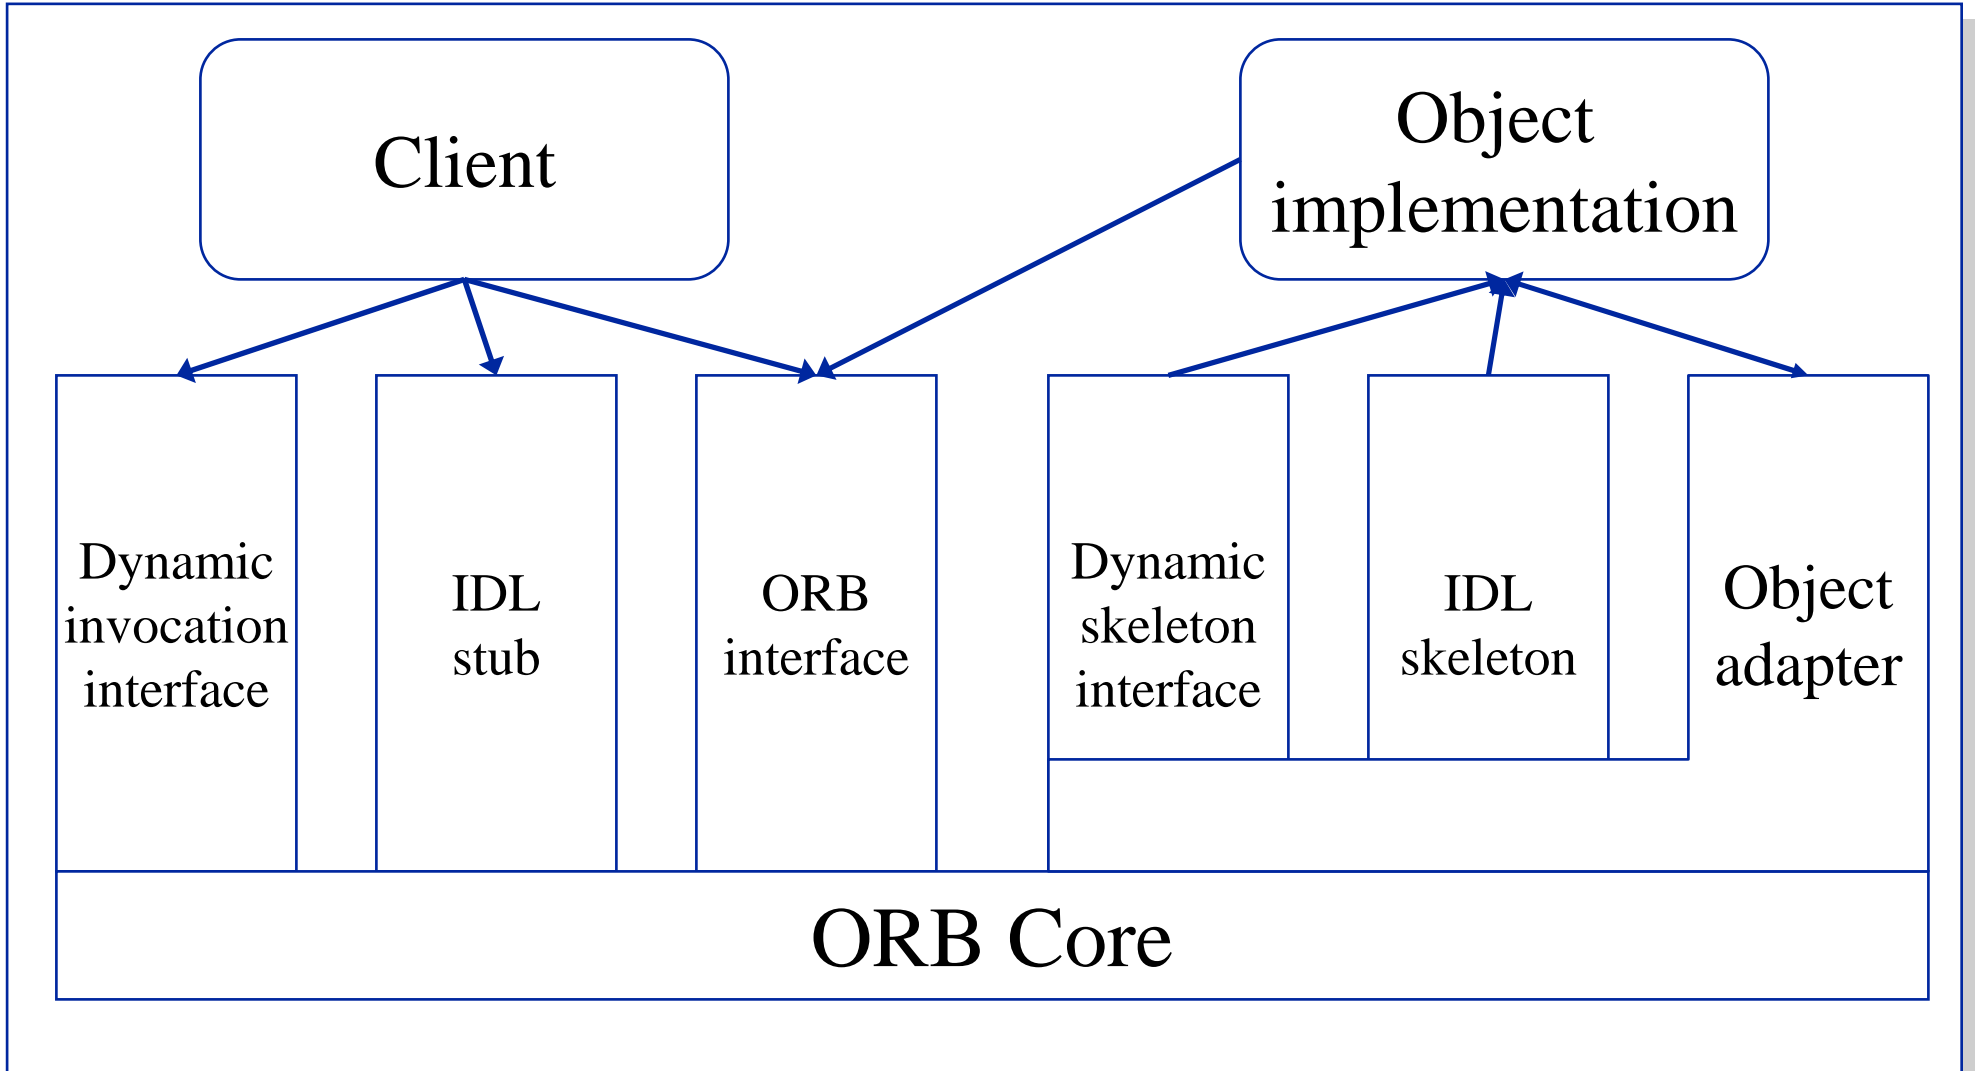 Client
Object
implementation
Dynamic
invocation
interface
IDL
stub
ORB
interface
Dynamic
skeleton
interface
IDL
skeleton
Object
adapter
ORB Core